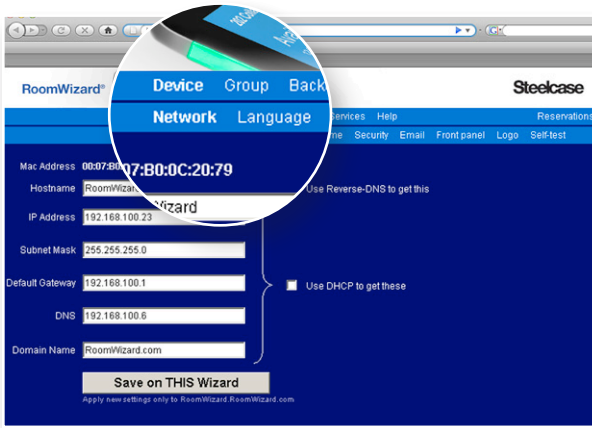 RoomWizard®
Steelcase
Device Group Back
Services Help
Reservations
Network Language
Security Email Front panel Logo Self-test
Mac Address 00:07:B0
07:B0:0C:20:79
Hostname RoomWizard
Wizard
Use Reverse-DNS to get this
IP Address 192.168.100.23
Subnet Mask 255.255.255.0
Default Gateway 192.168.100.1
Use DHCP to get these
DNS 192.168.100.6
Domain Name RoomWizard.com
Save on THIS Wizard
Apply new settings only to RoomWizard.RoomWizard.com